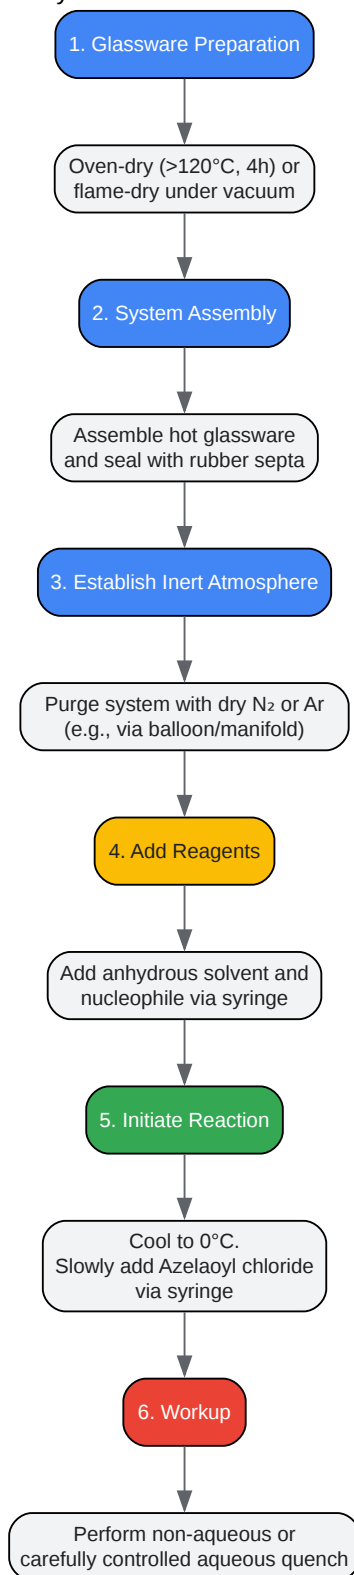 1. Glassware Preparation
Oven-dry (>120°C, 4h) or
flame-dry under vacuum
2. System Assembly
Assemble hot glassware
and seal with rubber septa
3. Establish Inert Atmosphere
Purge system with dry N₂ or Ar
(e.g., via balloon/manifold)
4. Add Reagents
Add anhydrous solvent and
nucleophile via syringe
5. Initiate Reaction
Cool to 0°C.
Slowly add Azelaoyl chloride
via syringe
6. Workup
Perform non-aqueous or
carefully controlled aqueous quench